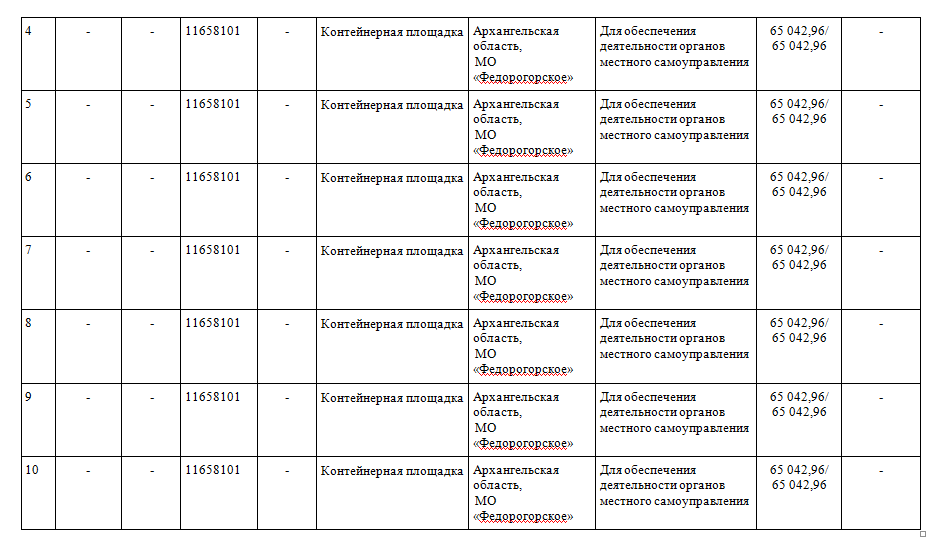 4 - - 11658101 - Контейнерная площадка Архангельская область, МО «Федорогорское» Для обеспечения деятельности органов местного самоуправления 65 042,96/ 65 042,96 -
5 - - 11658101 - Контейнерная площадка Архангельская область, МО «Федорогорское» Для обеспечения деятельности органов местного самоуправления 65 042,96/ 65 042,96 -
6 - - 11658101 - Контейнерная площадка Архангельская область, МО «Федорогорское» Для обеспечения деятельности органов местного самоуправления 65 042,96/ 65 042,96 -
7 - - 11658101 - Контейнерная площадка Архангельская область, МО «Федорогорское» Для обеспечения деятельности органов местного самоуправления 65 042,96/ 65 042,96 -
8 - - 11658101 - Контейнерная площадка Архангельская область, МО «Федорогорское» Для обеспечения деятельности органов местного самоуправления 65 042,96/ 65 042,96 -
9 - - 11658101 - Контейнерная площадка Архангельская область, МО «Федорогорское» Для обеспечения деятельности органов местного самоуправления 65 042,96/ 65 042,96 -
10 - - 11658101 - Контейнерная площадка Архангельская область, МО «Федорогорское» Для обеспечения деятельности органов местного самоуправления 65 042,96/ 65 042,96 -